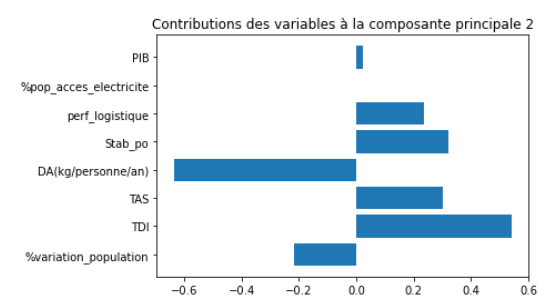 Contributions des variables à la composante principale 2
PIB
%pop_acces_electricite
perf_logistique
Stab_po
DA(kg/personne/an)
TAS
TDI
%variation_population
−0.6 −0.4 −0.2 0.0 0.2 0.4 0.6